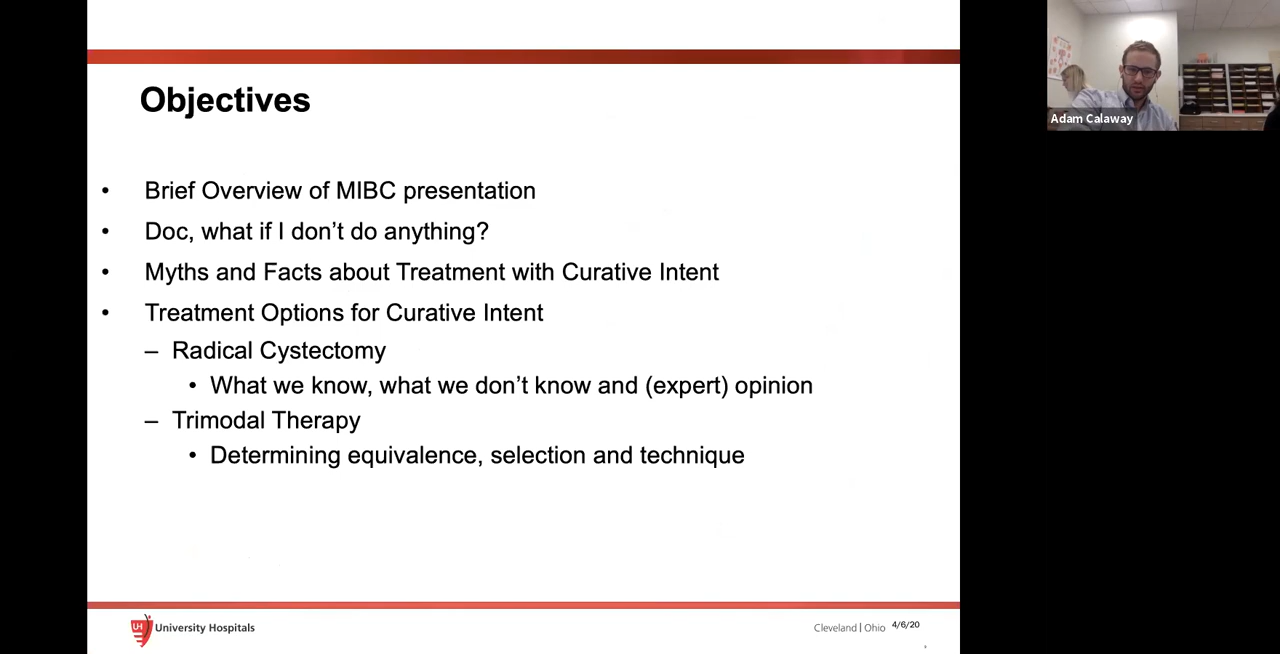 Objectives
• Brief Overview of MIBC presentation
• Doc, what if I don’t do anything?
• Myths and Facts about Treatment with Curative Intent
• Treatment Options for Curative Intent
– Radical Cystectomy
• What we know, what we don’t know and (expert) opinion
– Trimodal Therapy
• Determining equivalence, selection and technique
UH University Hospitals
Cleveland | Ohio 4/6/20
Adam Calaway